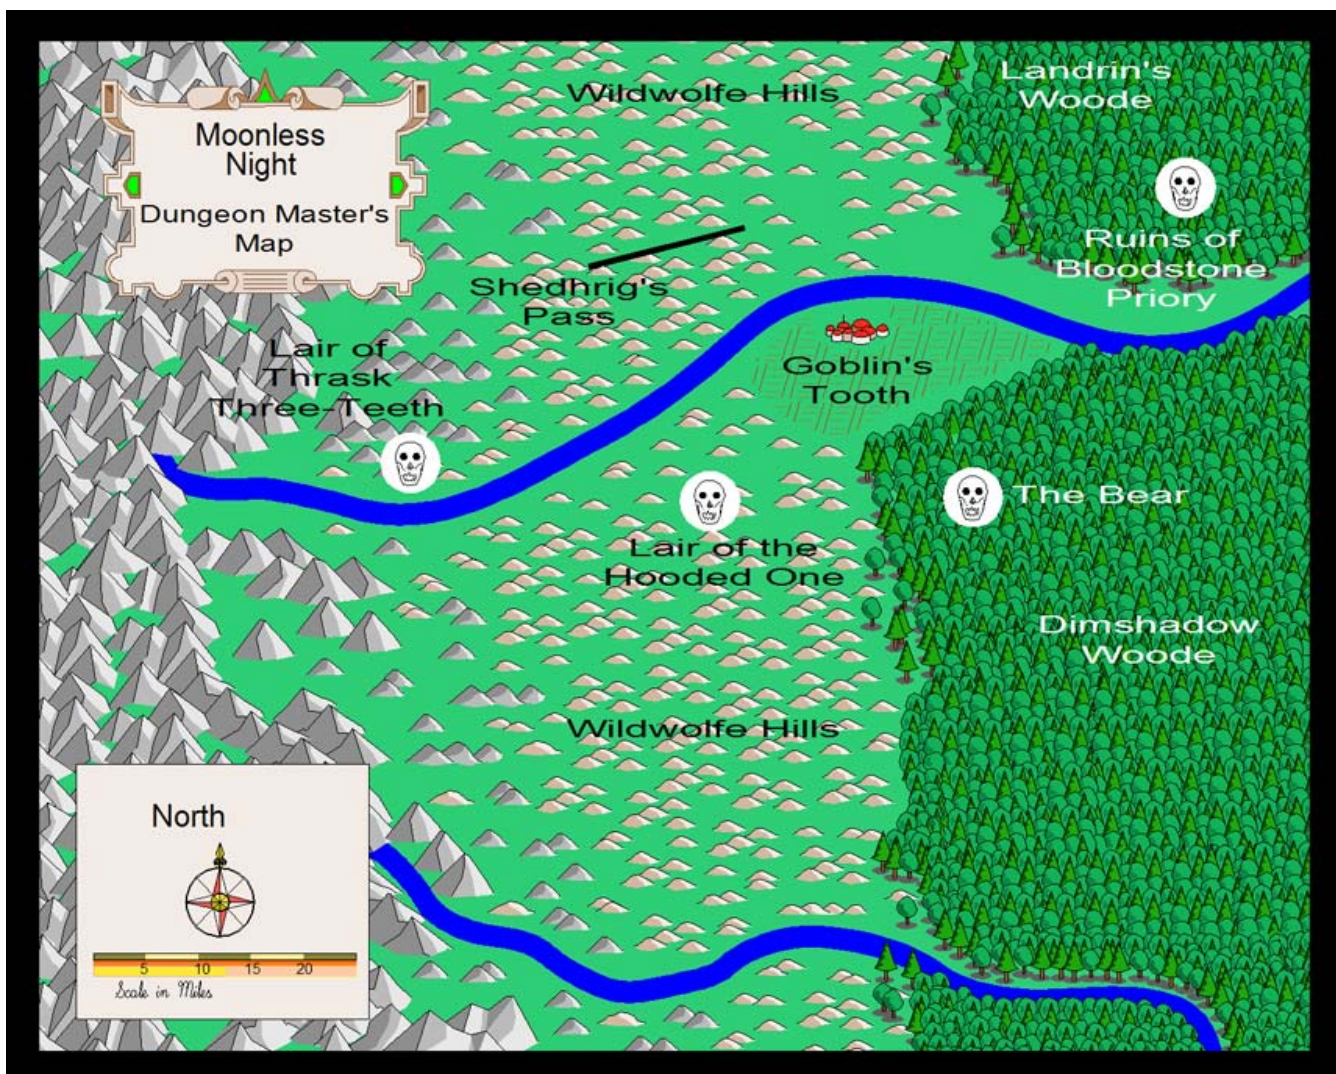 Moonless
Night
Dungeon Master's
Map
Wildwolfe Hills
Landrin's
Woode
Ruins of
Bloodstone
Priory
Shedhrig's
Pass
Lair of
Thrask
Three-Teeth
Goblin's
Tooth
The Bear
Lair of the
Hooded One
Dimshadow
Woode
Wildwolfe Hills
North
5 10 15 20
Scale in Miles